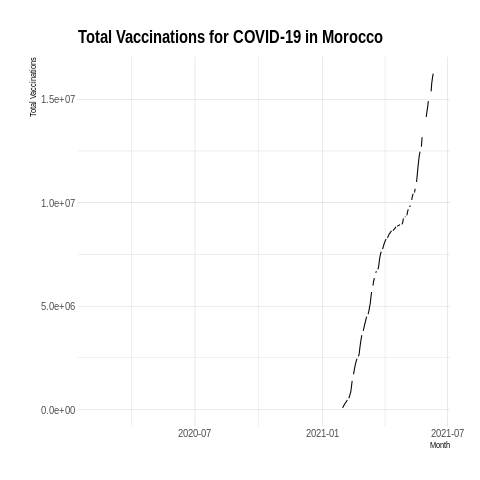 Total Vaccinations for COVID-19 in Morocco
Total Vaccinations
1.5e+07
1.0e+07
5.0e+06
0.0e+00
2020-07
2021-01
2021-07
Month